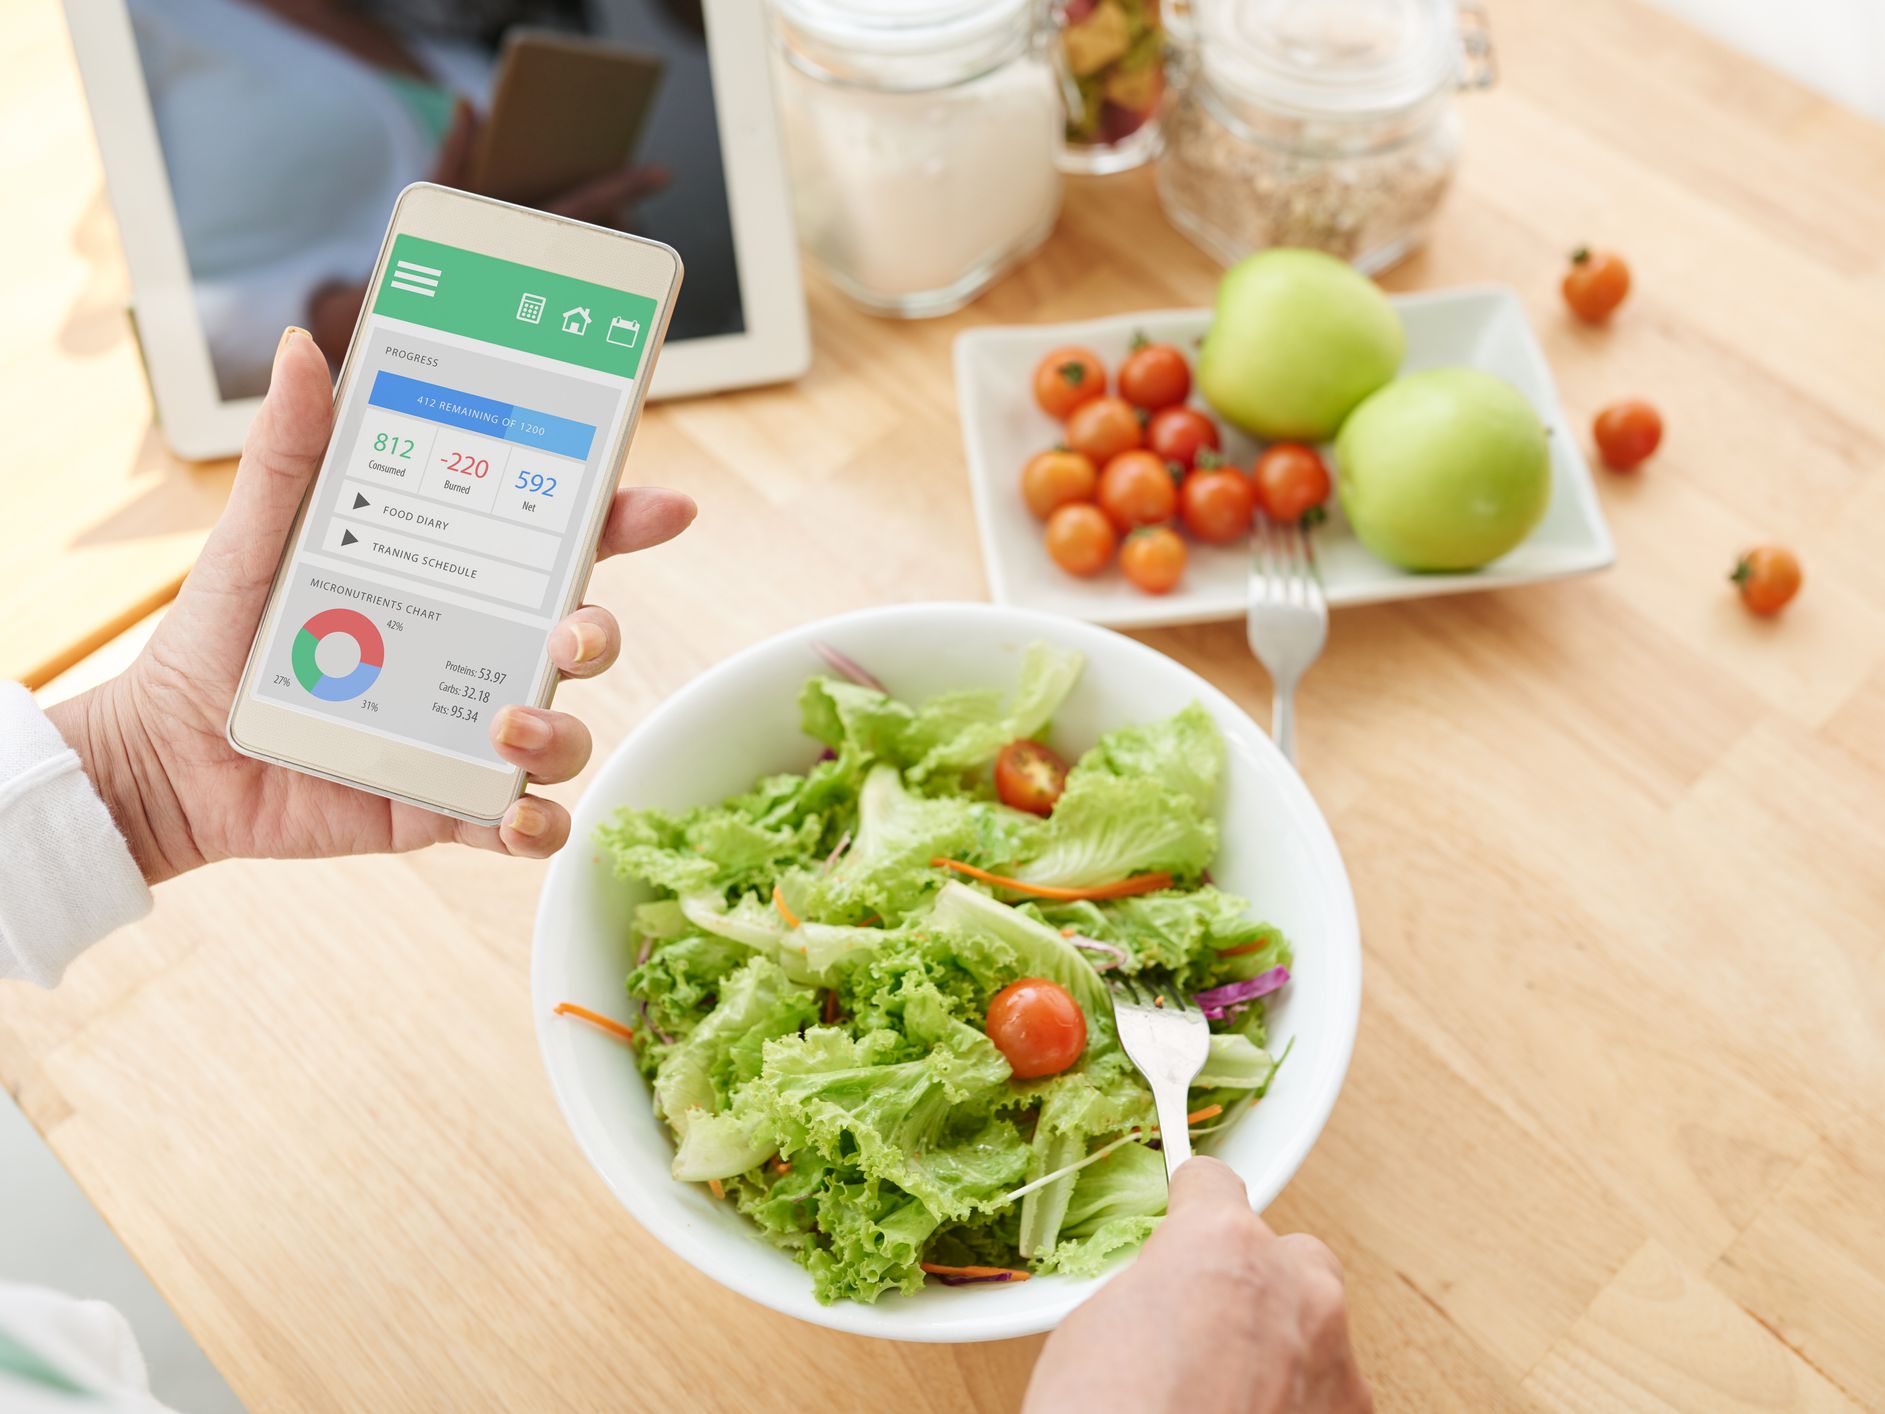 PROGRESS
412 REMAINING OF 1200
812 -220 592
Consumed Burned Net
FOOD DIARY
TRANING SCHEDULE
MICRONUTRIENTS CHART
42%
27%
31%
Proteins: 53.97
Carbs: 32.18
Fats: 95.34